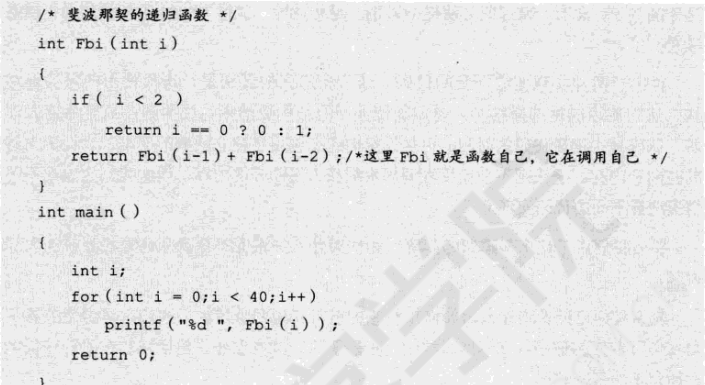 /* 斐波那契的递归函数 */
int Fbi(int i)
{
if( i < 2 )
return i == 0 ? 0 : 1;
return Fbi(i-1)+ Fbi(i-2);/*这里 Fbi 就是函数自己, 它在调用自己 */
}
int main()
{
int i;
for(int i = 0;i < 40;i++)
printf("%d ", Fbi(i));
return 0;
}